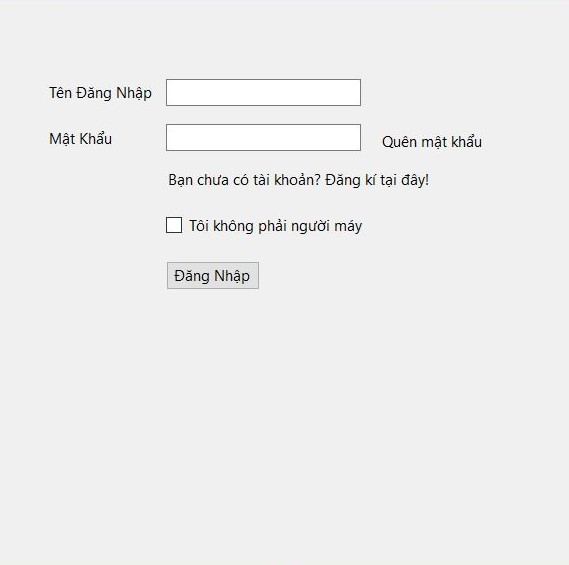 Tên Đăng Nhập
Mật Khẩu
Quên mật khẩu
Bạn chưa có tài khoản? Đăng kí tại đây!
Tôi không phải người máy
Đăng Nhập